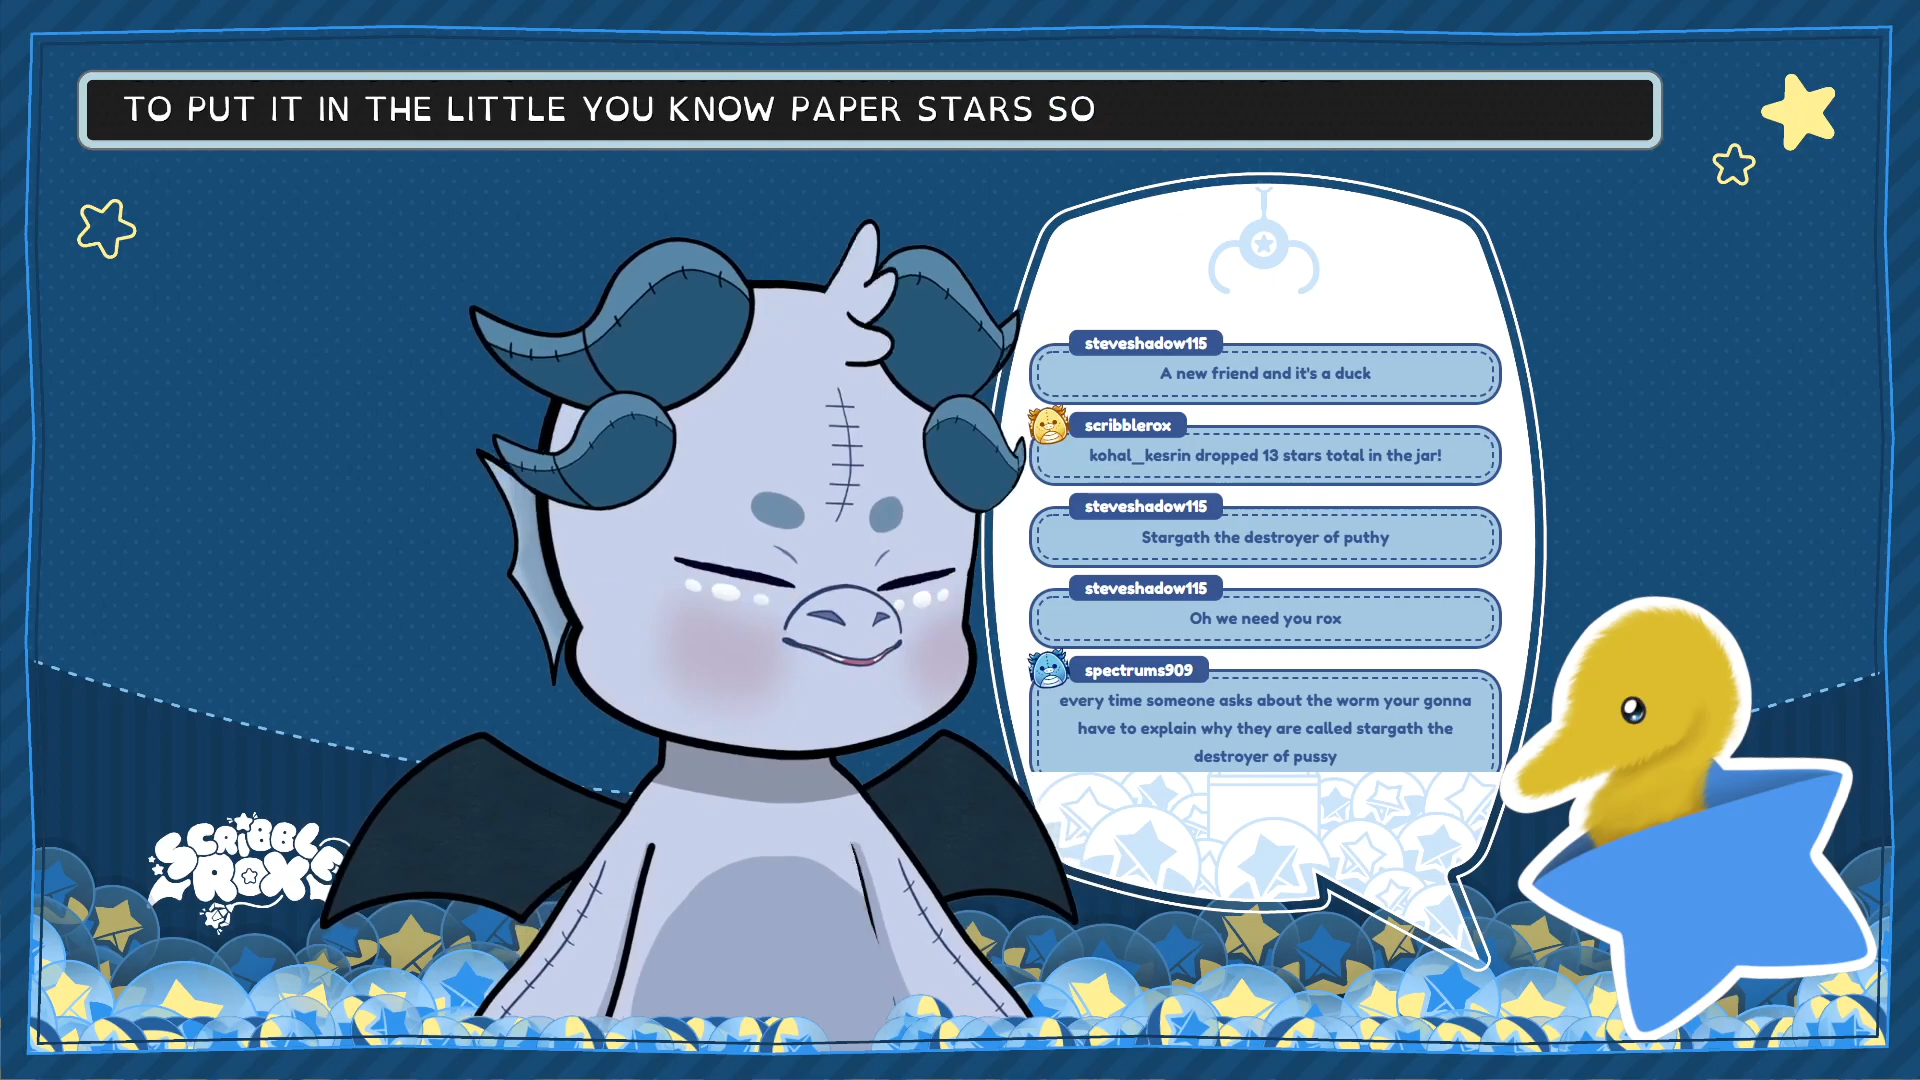 TO PUT IT IN THE LITTLE YOU KNOW PAPER STARS SO
steveshadow115
A new friend and it's a duck
scribblerox
kohal_kesrin dropped 13 stars total in the jar!
steveshadow115
Stargath the destroyer of puthy
steveshadow115
Oh we need you rox
spectrums909
every time someone asks about the worm your gonna
have to explain why they are called stargath the
destroyer of pussy
SCRIBBLE
ROX